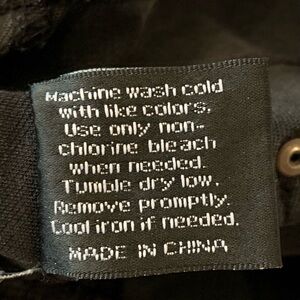 Machine wash cold
with like colors.
Use only non-
chlorine bleach
when needed.
Tumble dry low.
Remove promptly.
Cool iron if needed.
MADE IN CHINA